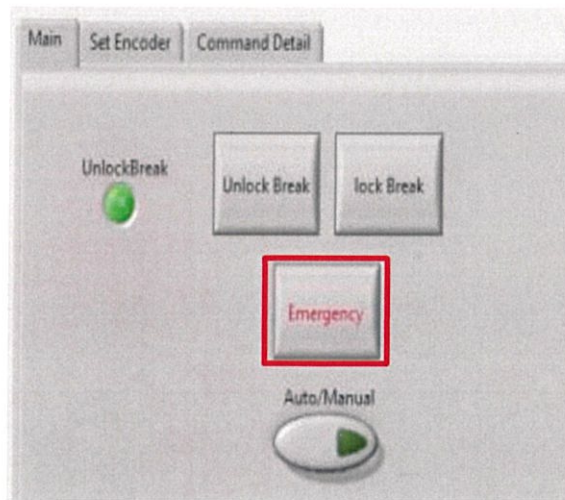 Main Set Encoder Command Detail
UnlockBreak
Unlock Break lock Break
Emergency
Auto/Manual